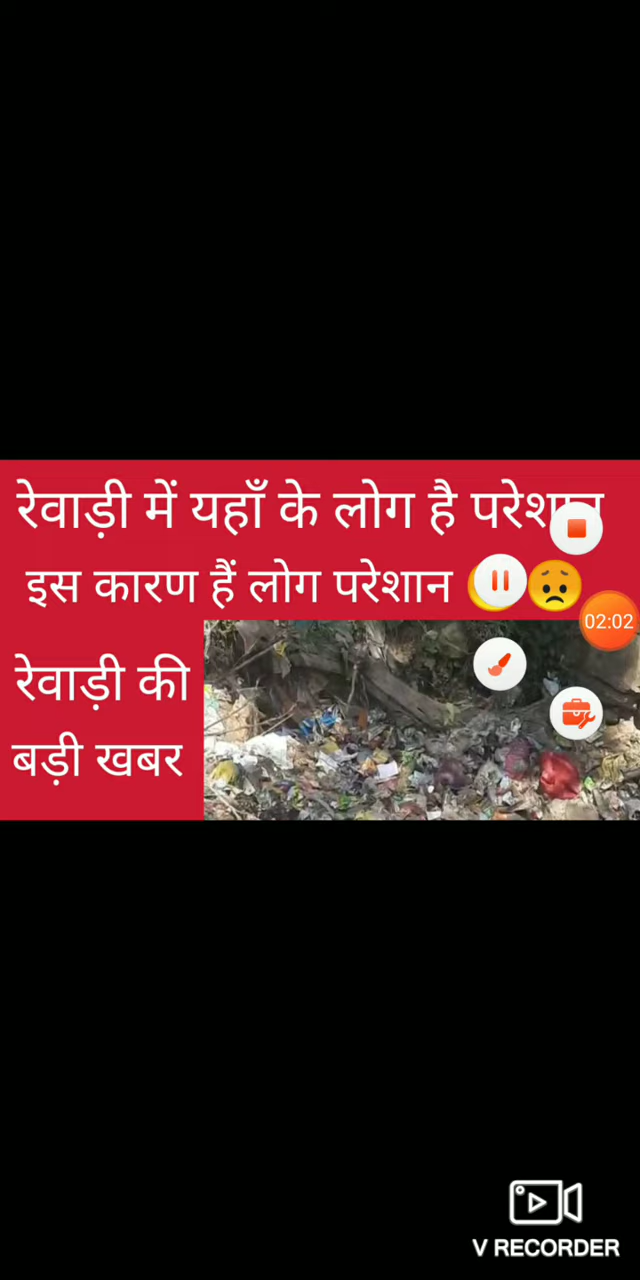 रेवाड़ी में यहाँ के लोग है परेशान
इस कारण हैं लोग परेशान
02:02
रेवाड़ी की
बड़ी खबर
V RECORDER